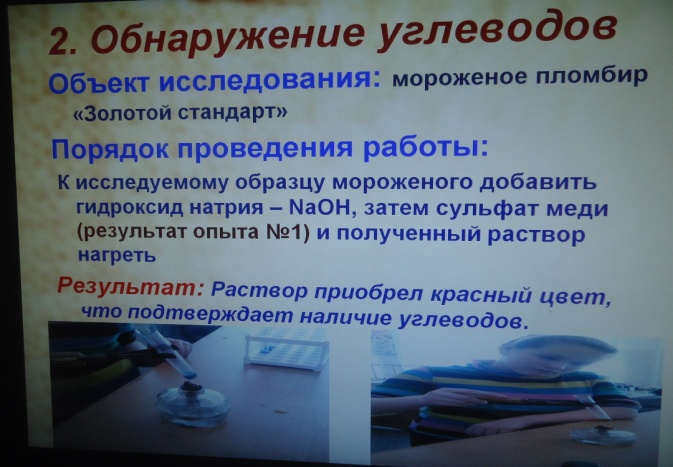 2. Обнаружение углеводов
Объект исследования: мороженое пломбир
«Золотой стандарт»
Порядок проведения работы:
К исследуемому образцу мороженого добавить
гидроксид натрия – NaOH, затем сульфат меди
(результат опыта №1) и полученный раствор
нагреть
Результат: Раствор приобрел красный цвет,
что подтверждает наличие углеводов.